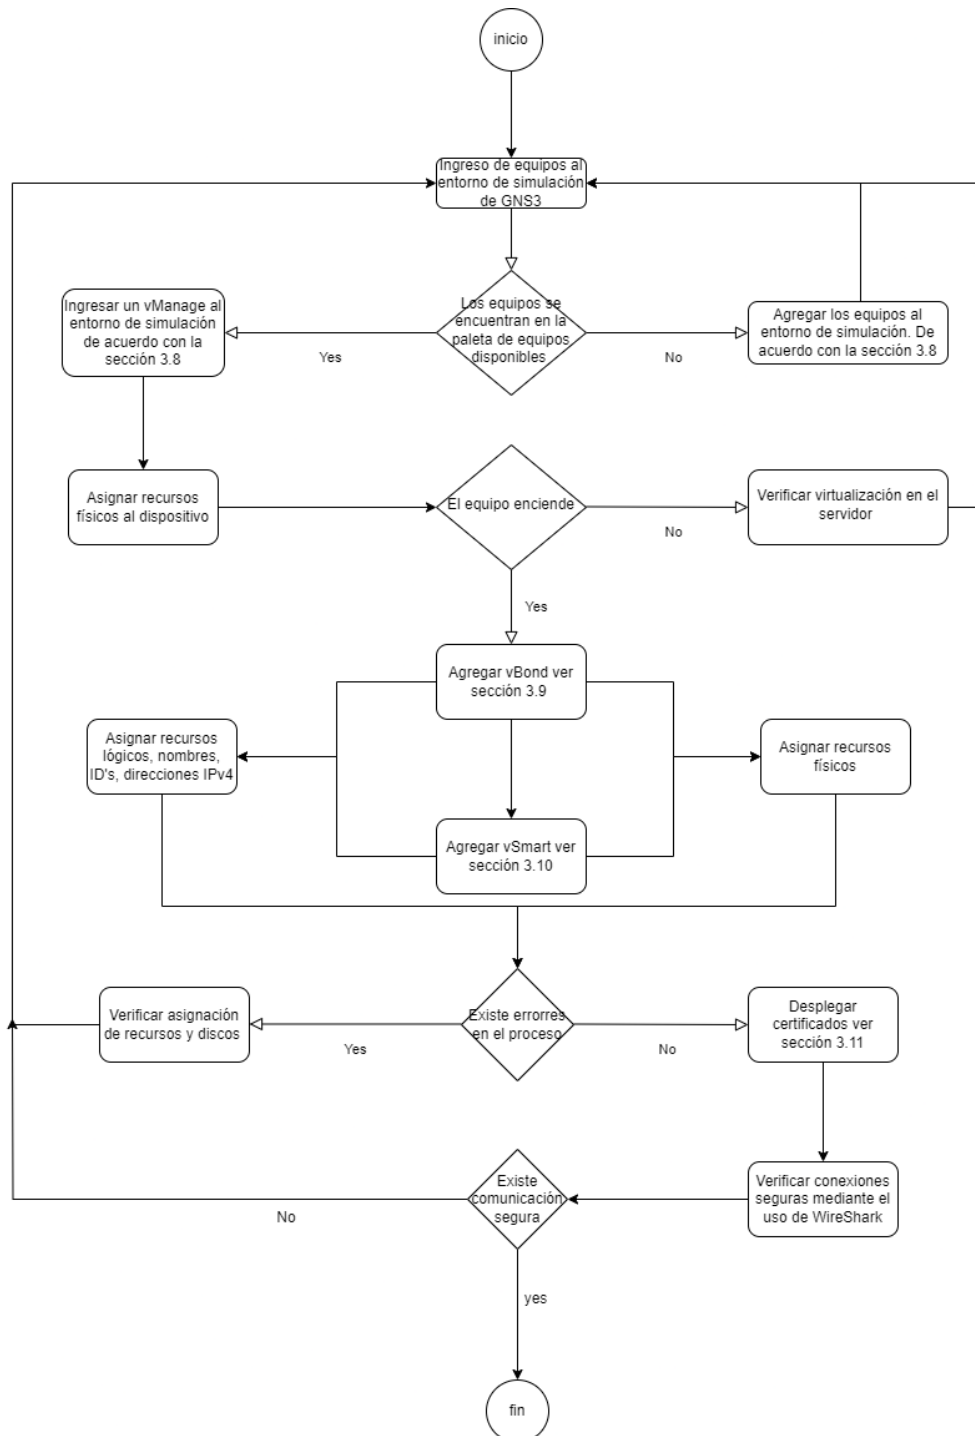 inicio
Ingreso de equipos al
entorno de simulación
de GNS3
Ingresar un vManage al
entorno de simulación
de acuerdo con la
sección 3.8
Yes
Los equipos se
encuentran en la
paleta de equipos
disponibles
No
Agregar los equipos al
entorno de simulación. De
acuerdo con la sección 3.8
Asignar recursos
físicos al dispositivo
El equipo enciende
No
Verificar virtualización en el
servidor
Yes
Agregar vBond ver
sección 3.9
Asignar recursos
lógicos, nombres,
ID's, direcciones IPv4
Asignar recursos
físicos
Agregar vSmart ver
sección 3.10
Verificar asignación
de recursos y discos
Yes
Existe errorres
en el proceso
No
Desplegar
certificados ver
sección 3.11
No
Existe
comunicación
segura
Verificar conexiones
seguras mediante el
uso de WireShark
yes
fin